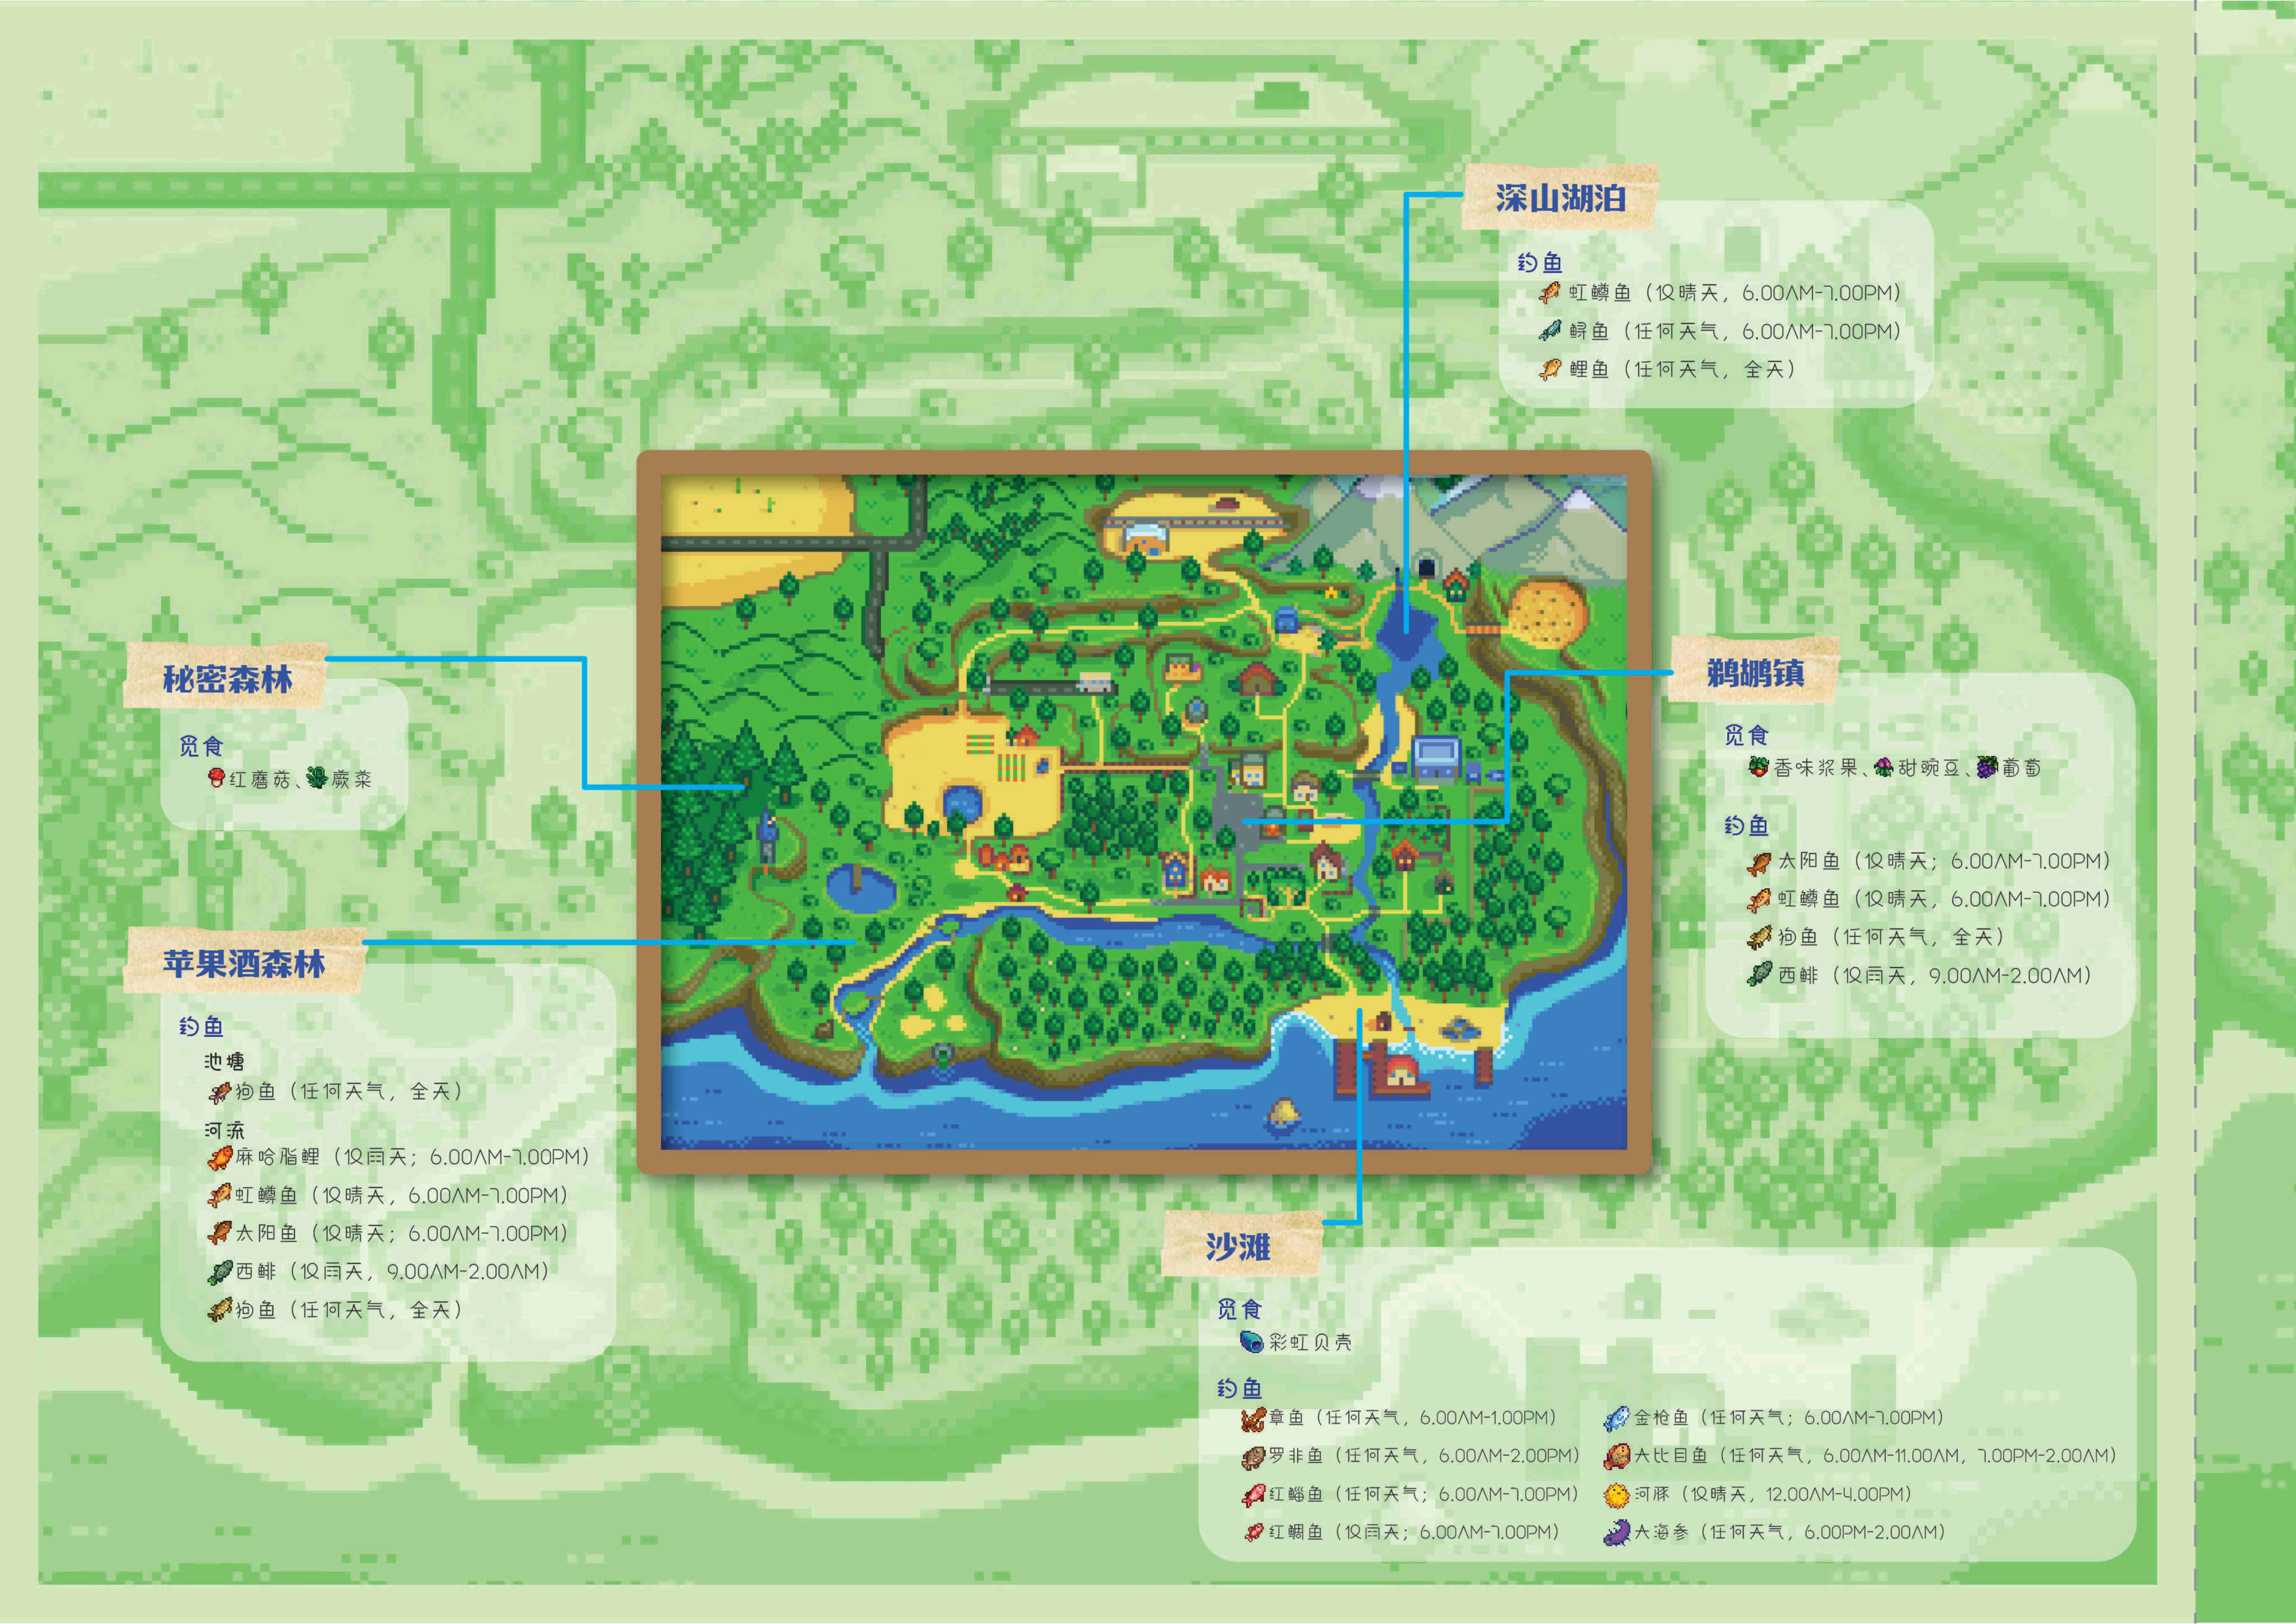 深山湖泊
钓鱼
虹鳟鱼（仅晴天，6.00AM-7.00PM）
鲟鱼（任何天气，6.00AM-7.00PM）
鲤鱼（任何天气，全天）
秘密森林
觅食
红蘑菇、蕨菜
鹈鹕镇
觅食
香味浆果、甜豌豆、葡萄
钓鱼
太阳鱼（仅晴天；6.00AM-7.00PM）
虹鳟鱼（仅晴天，6.00AM-7.00PM）
狗鱼（任何天气，全天）
西鲱（仅雨天，9.00AM-2.00AM）
苹果酒森林
钓鱼
池塘
狗鱼（任何天气，全天）
河流
麻哈脂鲤（仅雨天；6.00AM-7.00PM）
虹鳟鱼（仅晴天，6.00AM-7.00PM）
太阳鱼（仅晴天；6.00AM-7.00PM）
西鲱（仅雨天，9.00AM-2.00AM）
狗鱼（任何天气，全天）
沙滩
觅食
彩虹贝壳
钓鱼
章鱼（任何天气，6.00AM-1.00PM）
罗非鱼（任何天气，6.00AM-2.00PM）
红鲻鱼（任何天气；6.00AM-7.00PM）
红鲷鱼（仅雨天；6.00AM-7.00PM）
金枪鱼（任何天气；6.00AM-7.00PM）
大比目鱼（任何天气，6.00AM-11.00AM，7.00PM-2.00AM）
河豚（仅晴天，12.00AM-4.00PM）
大海参（任何天气，6.00PM-2.00AM）